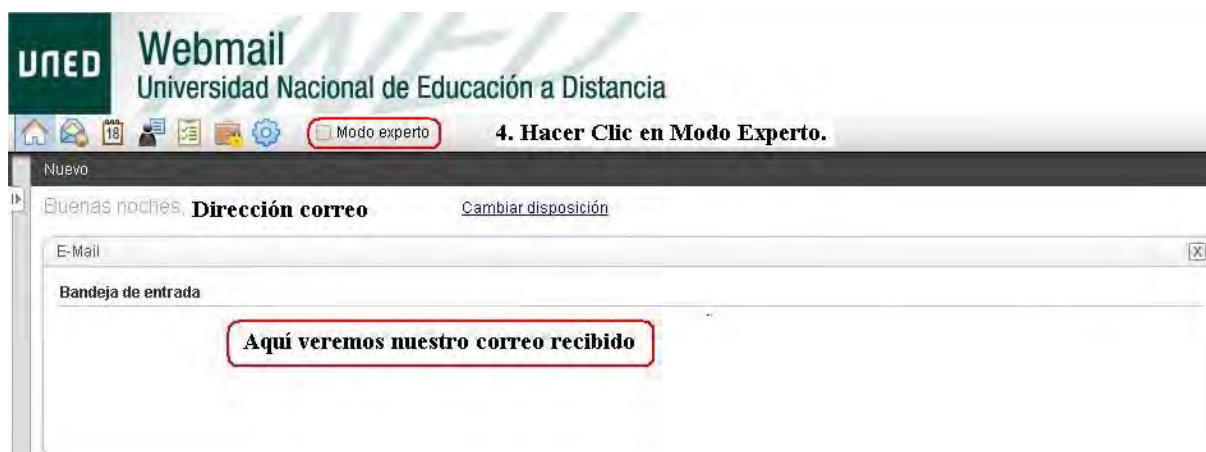 UNED
Webmail
Universidad Nacional de Educación a Distancia
18
Modo experto
4. Hacer Clic en Modo Experto.
Nuevo
Buenas noches, Dirección correo
Cambiar disposición
E-Mail
X
Bandeja de entrada
Aquí veremos nuestro correo recibido